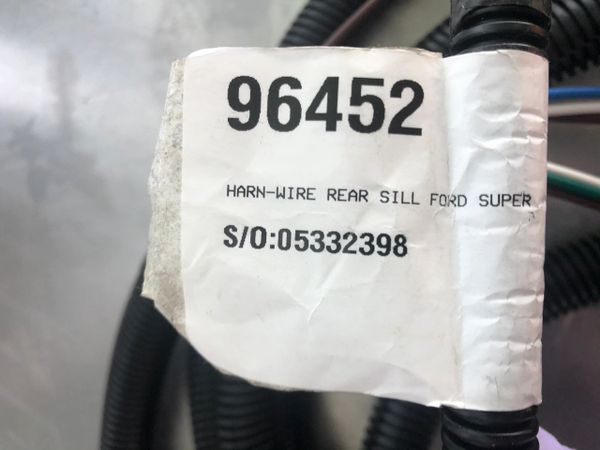 96452
HARN-WIRE REAR SILL FORD SUPER
S/O:05332398